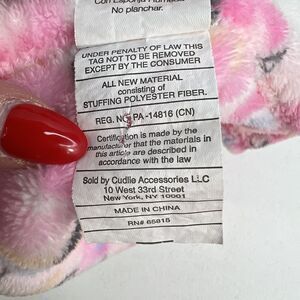 Con Esponja Humeda
No planchar.
UNDER PENALTY OF LAW THIS
TAG NOT TO BE REMOVED
EXCEPT BY THE CONSUMER
ALL NEW MATERIAL
consisting of
STUFFING POLYESTER FIBER.
REG. NO. PA-14816 (CN)
Certification is made by the
manufacturer that the materials in
this article are described in
accordance with the law.
Sold by Cudlie Accessories LLC
10 West 33rd Street
New York, NY 10001
MADE IN CHINA
RN# 65815